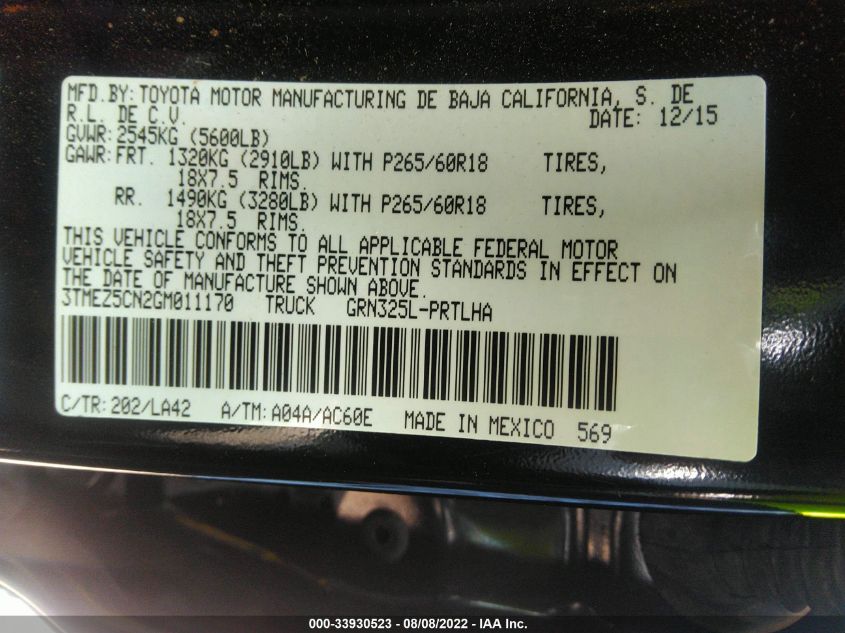 MFD.BY: TOYOTA MOTOR MANUFACTURING DE BAJA CALIFORNIA, S. DE
R.L. DE C.V. DATE: 12/15
GVWR: 2545KG (5600LB)
GAWR: FRT. 1320KG (2910LB) WITH P265/60R18 TIRES,
18X7.5 RIMS.
RR. 1490KG (3280LB) WITH P265/60R18 TIRES,
18X7.5 RIMS.
THIS VEHICLE CONFORMS TO ALL APPLICABLE FEDERAL MOTOR
VEHICLE SAFETY AND THEFT PREVENTION STANDARDS IN EFFECT ON
THE DATE OF MANUFACTURE SHOWN ABOVE.
3TMEZ5CN2GM011170 TRUCK GRN325L-PRTLHA
C/TR: 202/LA42 A/TM: A04A/AC60E MADE IN MEXICO 569
000-33930523 - 08/08/2022 - IAA Inc.